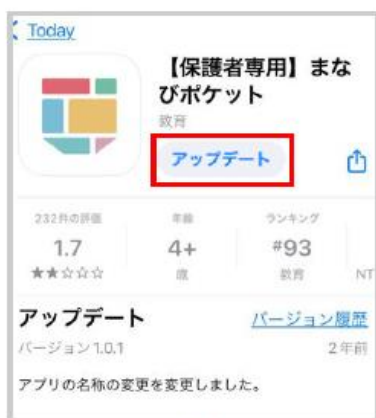 Today
【保護者専用】まな
びポケット
教育
アップデート
232件の評価
年齢
ランキング
1.7
4+
#93
★★☆☆☆
歳
教育
NT
アップデート
バージョン履歴
バージョン 1.0.1
2年前
アプリの名称の変更を変更しました。